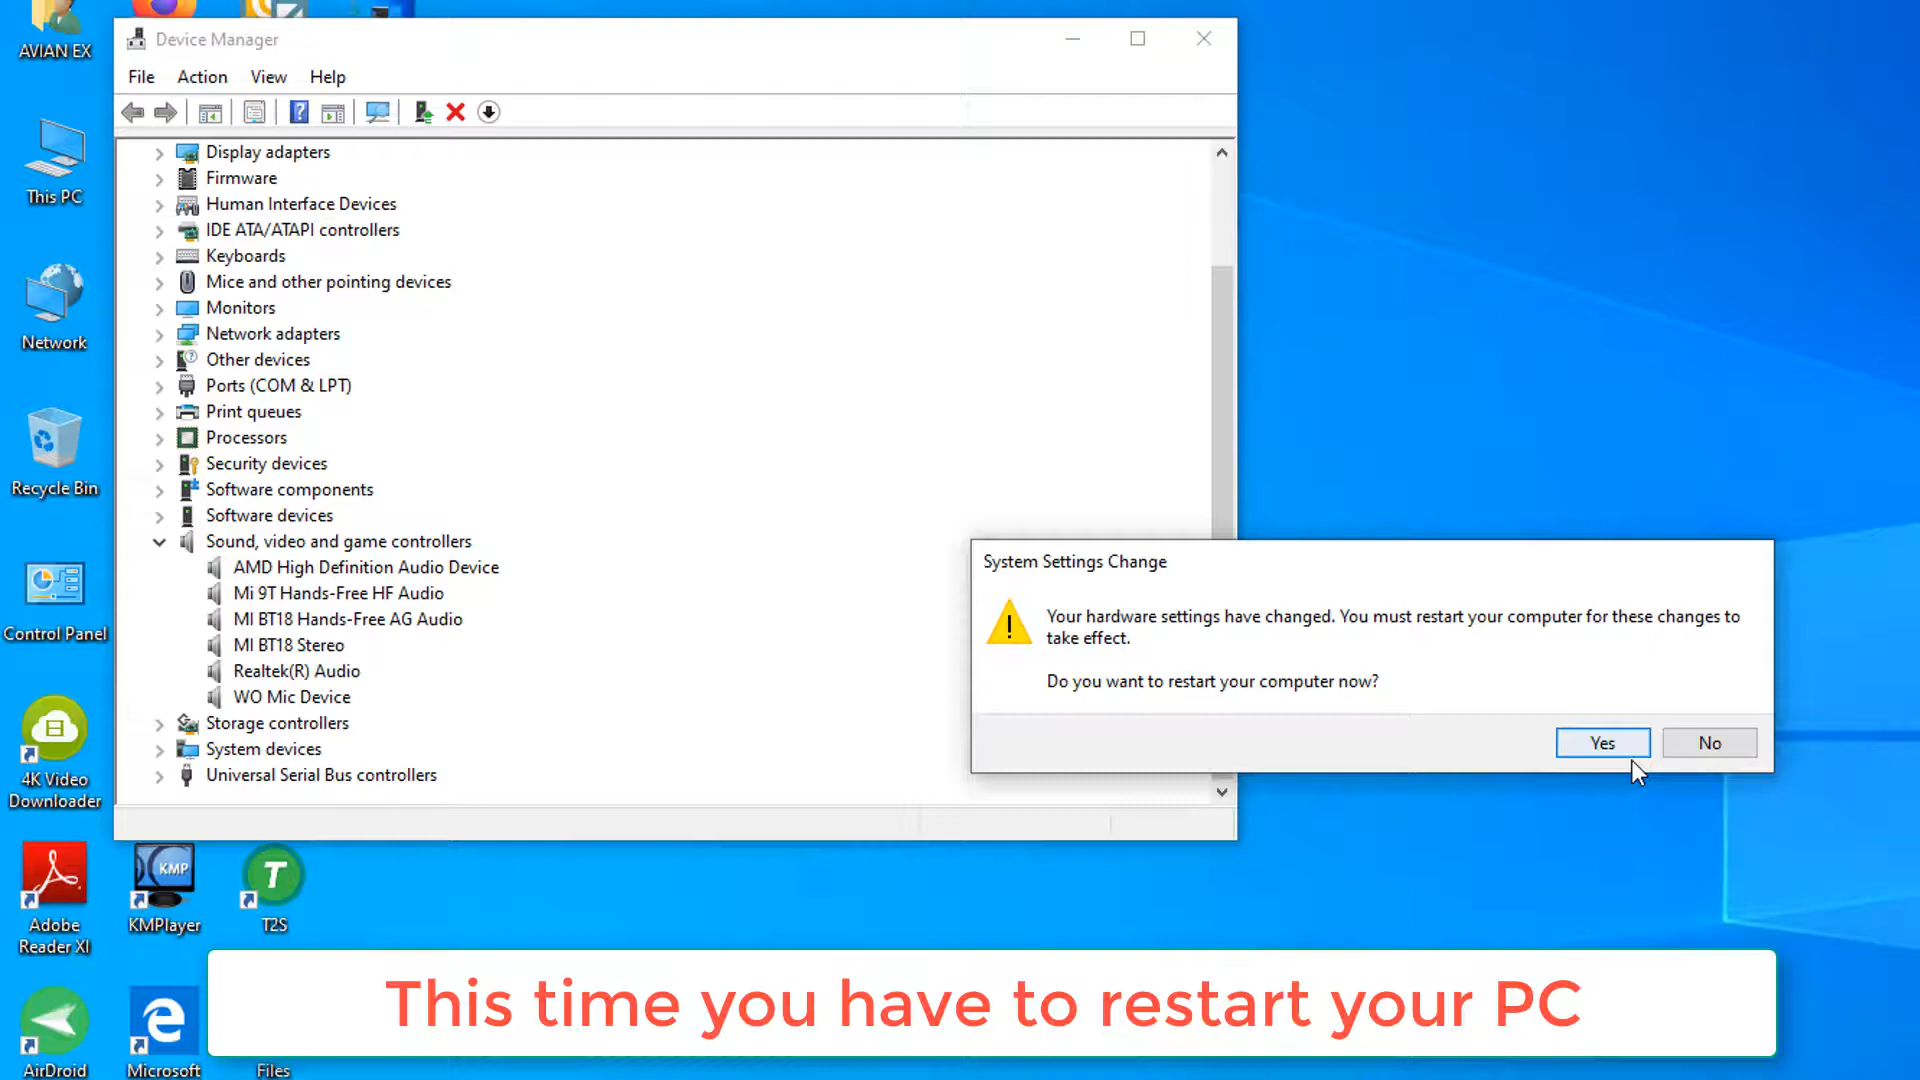 AVIAN EX
This PC
Network
Recycle Bin
Control Panel
4K Video
Downloader
Adobe
Reader XI
KMPlayer
T
T2S
AirDroid
Microsoft
Files
Device Manager
File Action View Help
Display adapters
Firmware
Human Interface Devices
IDE ATA/ATAPI controllers
Keyboards
Mice and other pointing devices
Monitors
Network adapters
Other devices
Ports (COM & LPT)
Print queues
Processors
Security devices
Software components
Software devices
Sound, video and game controllers
AMD High Definition Audio Device
Mi 9T Hands-Free HF Audio
MI BT18 Hands-Free AG Audio
MI BT18 Stereo
Realtek(R) Audio
WO Mic Device
Storage controllers
System devices
Universal Serial Bus controllers
System Settings Change
Your hardware settings have changed. You must restart your computer for these changes to
take effect.
Do you want to restart your computer now?
Yes No
KMP
This time you have to restart your PC